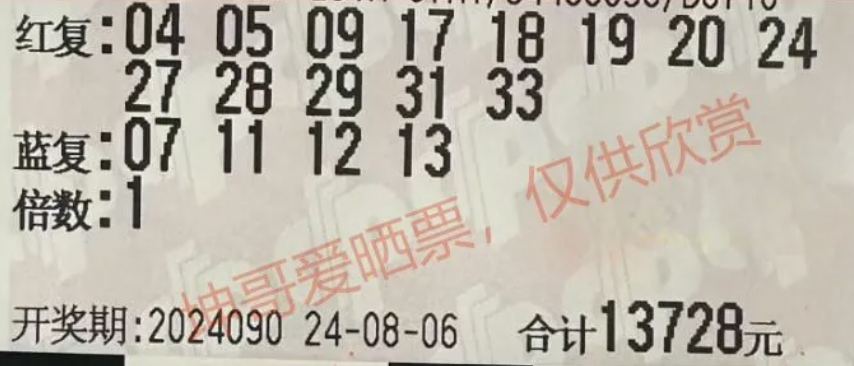 红复:04 05 09 17 18 19 20 24
27 28 29 31 33
蓝复:07 11 12 13
倍数:1
坤哥爱晒票，仅供欣赏
开奖期:2024090 24-08-06 合计13728元